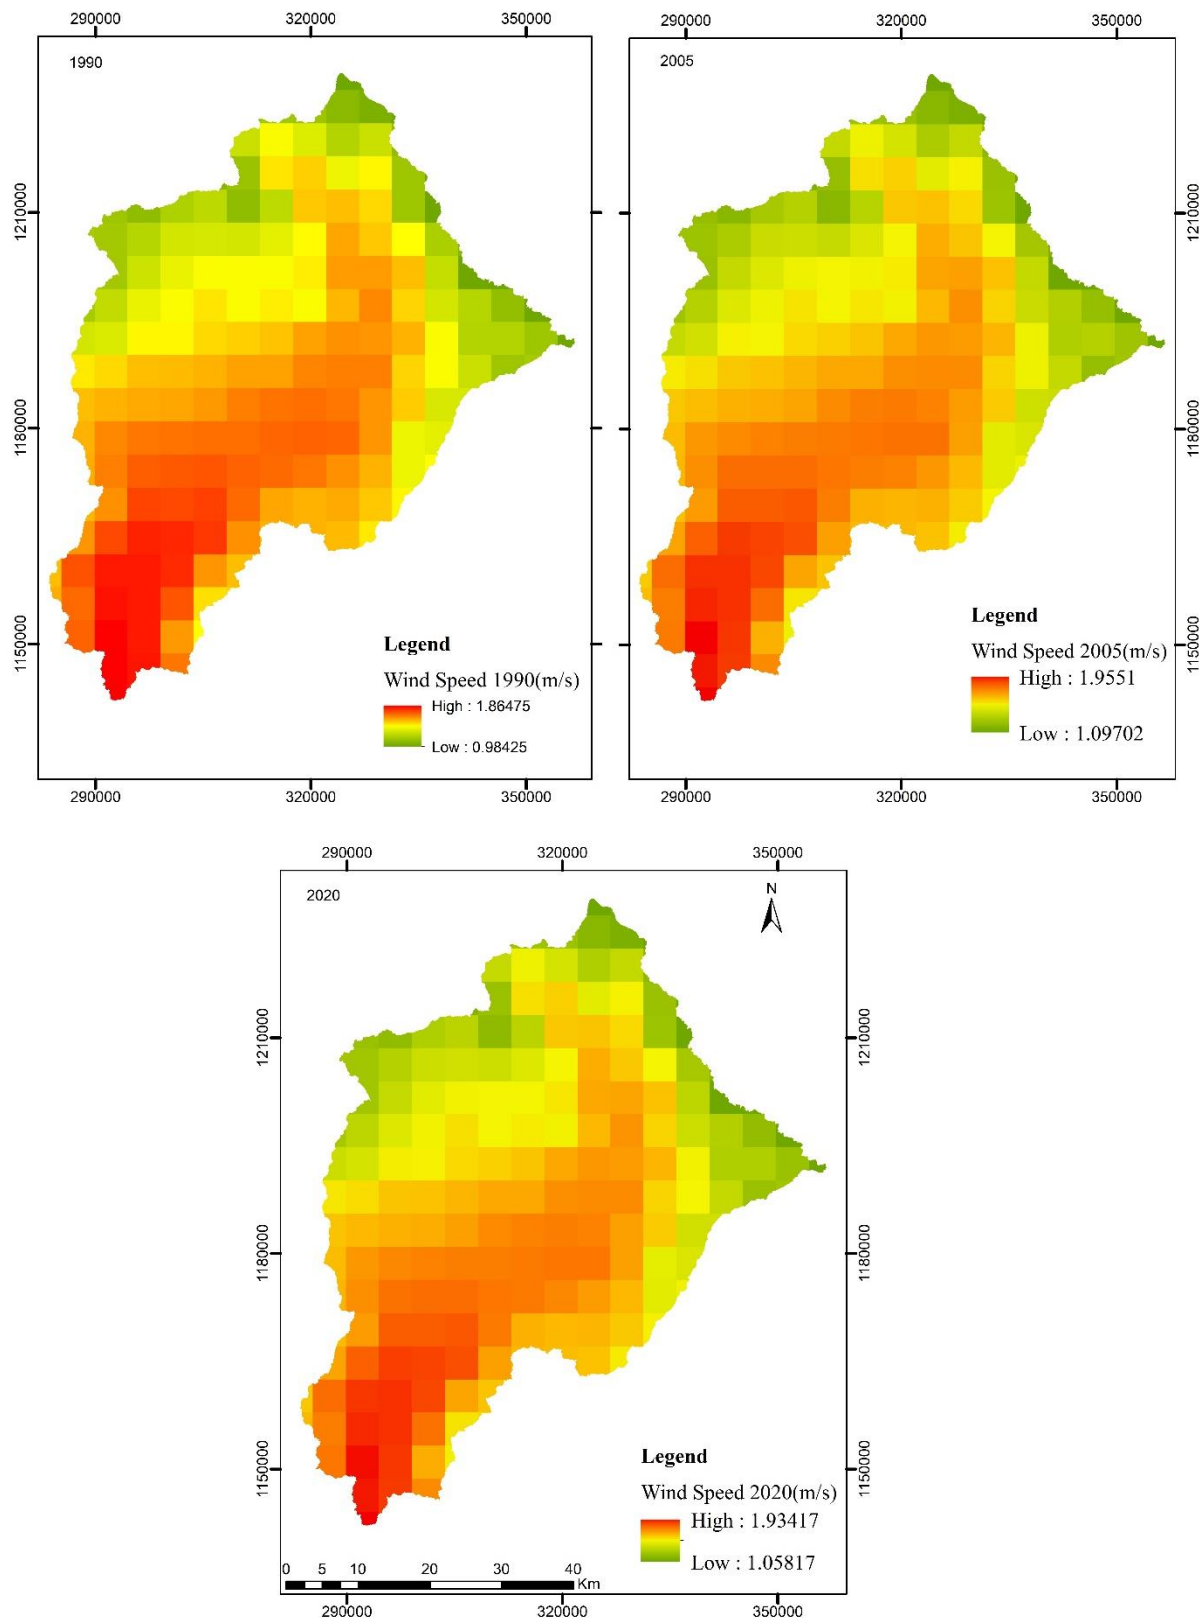 290000 320000 350000
1990
1210000
1180000
1150000
Legend
Wind Speed 1990(m/s)
High : 1.86475
Low : 0.98425
290000 320000 350000
290000 320000 350000
2005
1210000
1180000
1150000
Legend
Wind Speed 2005(m/s)
High : 1.9551
Low : 1.09702
290000 320000 350000
290000 320000 350000
2020
N
1210000 1210000
1180000 1180000
1150000 1150000
Legend
Wind Speed 2020(m/s)
High : 1.93417
Low : 1.05817
0 5 10 20 30 40
Km
290000 320000 350000